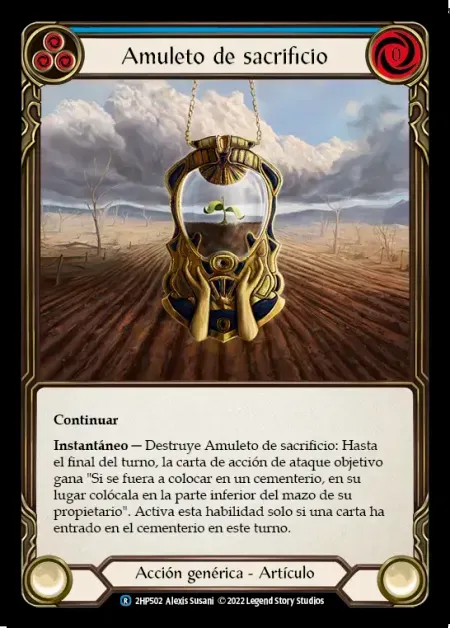 Amuleto de sacrificio
0
Continuar
Instantáneo — Destruye Amuleto de sacrificio: Hasta
el final del turno, la carta de acción de ataque objetivo
gana "Si se fuera a colocar en un cementerio, en su
lugar colócala en la parte inferior del mazo de su
propietario". Activa esta habilidad solo si una carta ha
entrado en el cementerio en este turno.
Acción genérica - Artículo
R 2HP502 Alexis Susani © 2022 Legend Story Studios